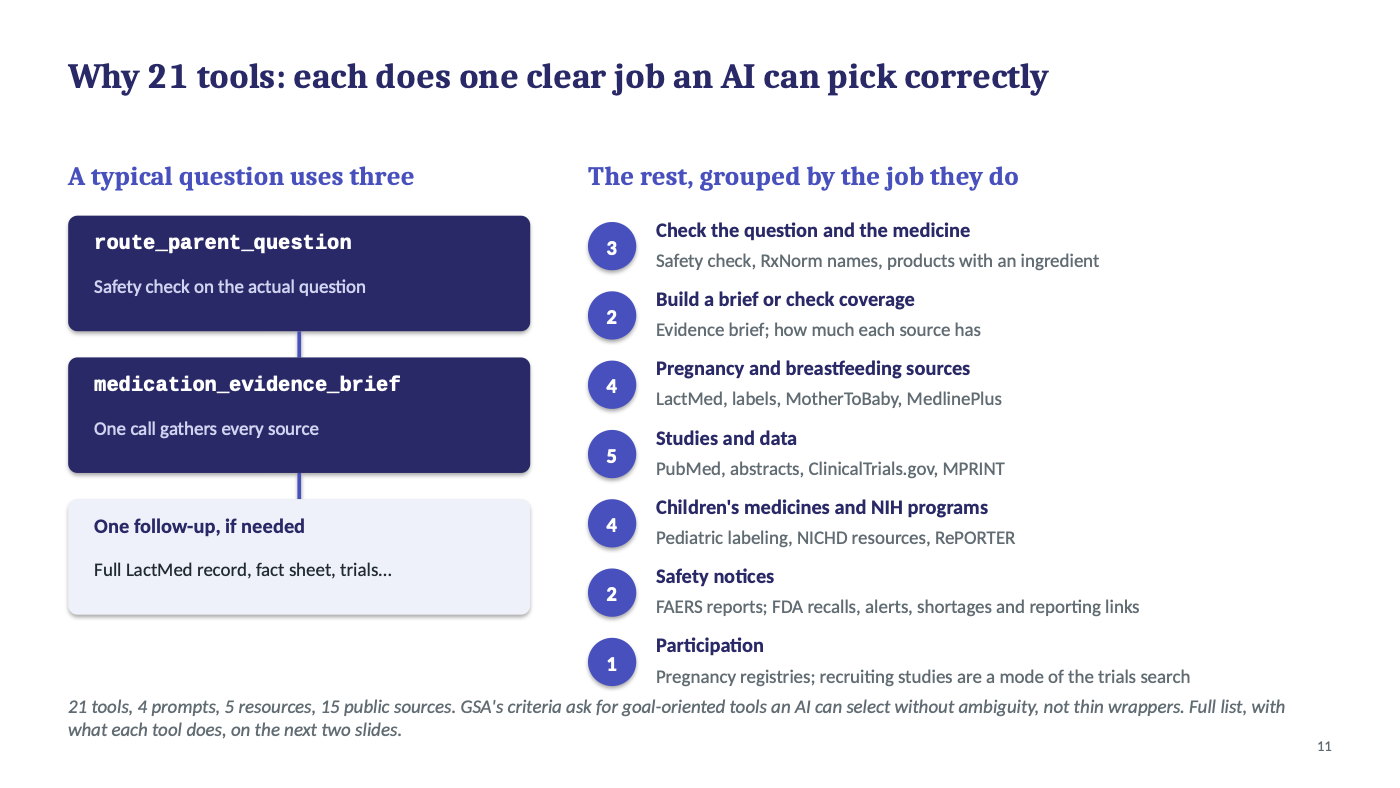 Why 21 tools: each does one clear job an AI can pick correctly
A typical question uses three
route_parent_question
Safety check on the actual question
medication_evidence_brief
One call gathers every source
One follow-up, if needed
Full LactMed record, fact sheet, trials...
The rest, grouped by the job they do
3
Check the question and the medicine
Safety check, RxNorm names, products with an ingredient
2
Build a brief or check coverage
Evidence brief; how much each source has
4
Pregnancy and breastfeeding sources
LactMed, labels, MotherToBaby, MedlinePlus
5
Studies and data
PubMed, abstracts, ClinicalTrials.gov, MPRINT
4
Children's medicines and NIH programs
Pediatric labeling, NICHD resources, RePORTER
2
Safety notices
FAERS reports; FDA recalls, alerts, shortages and reporting links
1
Participation
Pregnancy registries; recruiting studies are a mode of the trials search
21 tools, 4 prompts, 5 resources, 15 public sources. GSA's criteria ask for goal-oriented tools an AI can select without ambiguity, not thin wrappers. Full list, with
what each tool does, on the next two slides.
11